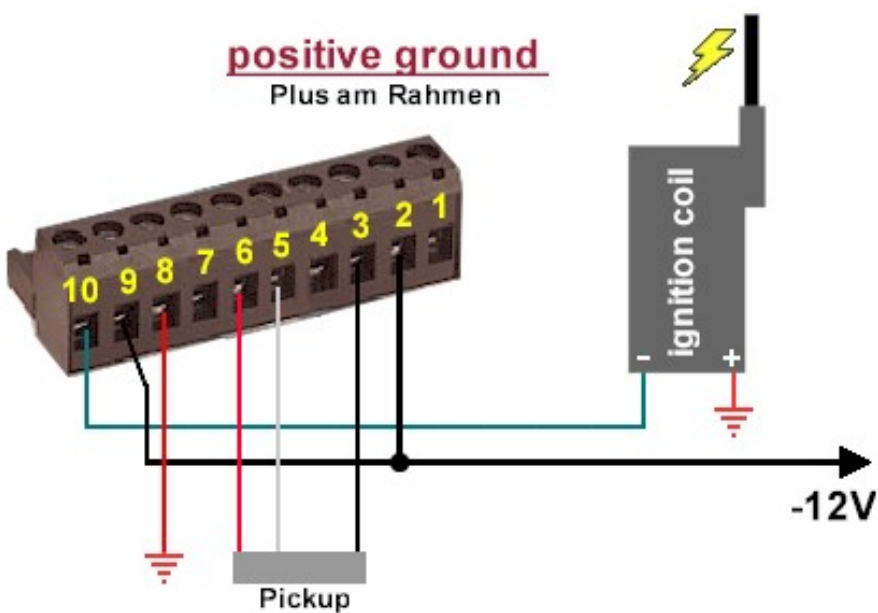 positive ground
Plus am Rahmen
10 9 8 7 6 5 4 3 2 1
ignition coil
- +
-12V
Pickup